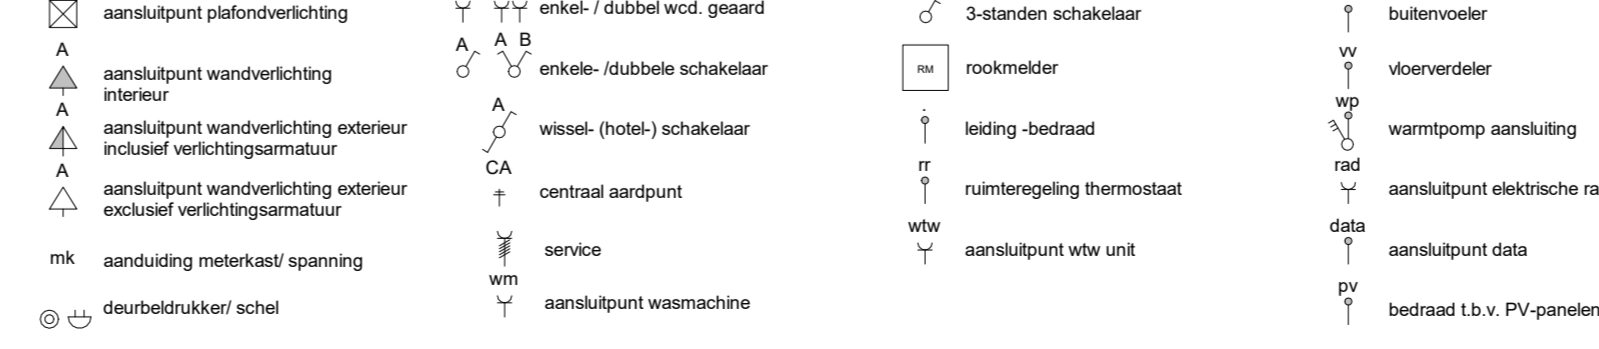 aansluitpunt plafondverlichting
A
aansluitpunt wandverlichting
interieur
A
aansluitpunt wandverlichting exterieur
inclusief verlichtingsarmatuur
A
aansluitpunt wandverlichting exterieur
exclusief verlichtingsarmatuur
mk
aanduiding meterkast/ spanning
deurbeldrukker/ schel
enkel- / dubbel wcd. geaard
A A B
enkele- /dubbele schakelaar
A
wissel- (hotel-) schakelaar
CA
centraal aardpunt
service
wm
aansluitpunt wasmachine
3-standen schakelaar
RM
rookmelder
leiding -bedraad
rr
ruimteregeling thermostaat
wtw
aansluitpunt wtw unit
buitenvoeler
vv
vloerverdeler
wp
warmtpomp aansluiting
rad
aansluitpunt elektrische ra
data
aansluitpunt data
pv
bedraad t.b.v. PV-panelen